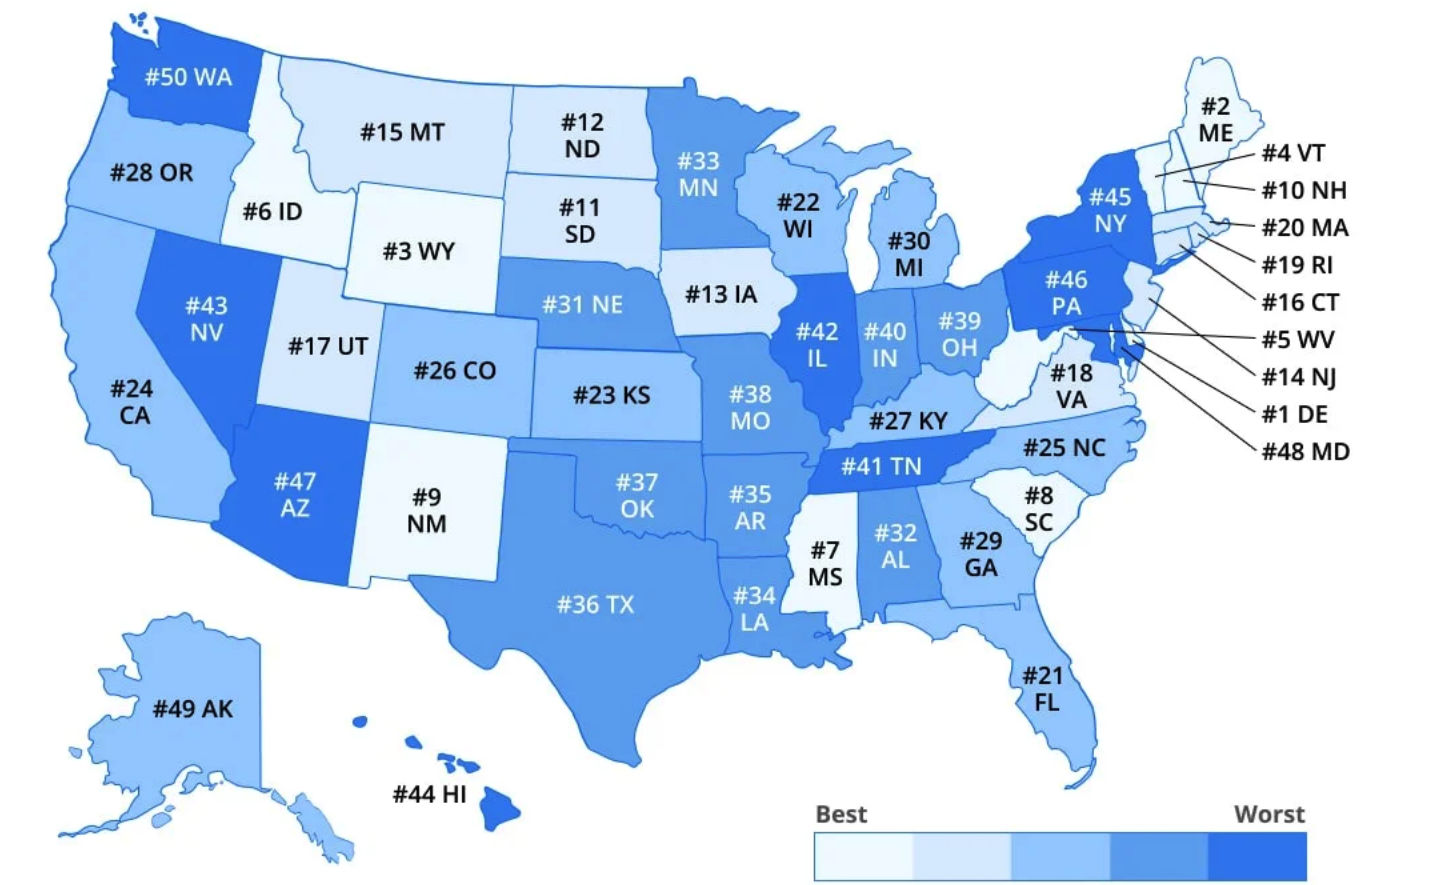 #50 WA
#15 MT
#12
ND
#33
MN
#2
ME
#4 VT
#28 OR
#6 ID
#3 WY
#11
SD
#22
WI
#30
MI
#45
NY
#10 NH
#20 MA
#19 RI
#16 CT
#43
NV
#17 UT
#31 NE
#13 IA
#42
IL
#40
IN
#39
OH
#46
PA
#5 WV
#14 NJ
#1 DE
#48 MD
#24
CA
#26 CO
#23 KS
#38
MO
#27 KY
#18
VA
#47
AZ
#9
NM
#37
OK
#35
AR
#41 TN
#25 NC
#8
SC
#36 TX
#34
LA
#7
MS
#32
AL
#29
GA
#21
FL
#49 AK
#44 HI
Best
Worst